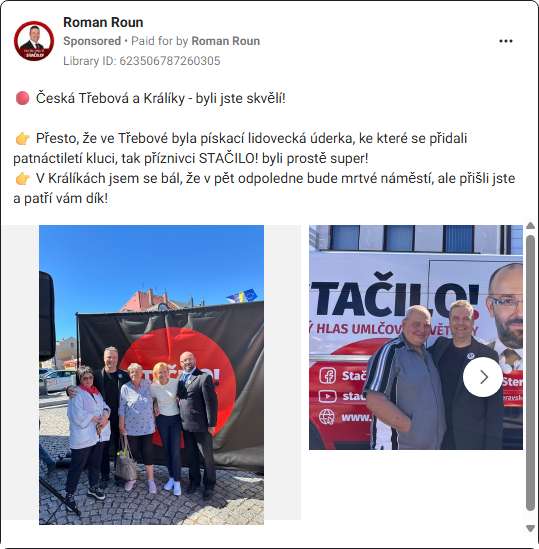 Roman Roun
Sponsored • Paid for by Roman Roun
Library ID: 623506787260305
Česká Třebová a Králíky - byli jste skvělí!
Přesto, že ve Třebové byla pískací lidovecká úderka, ke které se přidali
patnáctiletí kluci, tak příznivci STAČILO! byli prostě super!
V Králíkách jsem se bál, že v pět odpoledne bude mrtvé náměstí, ale přišli jste
a patří vám dík!
STAČILO!
HLAS UMLČOV